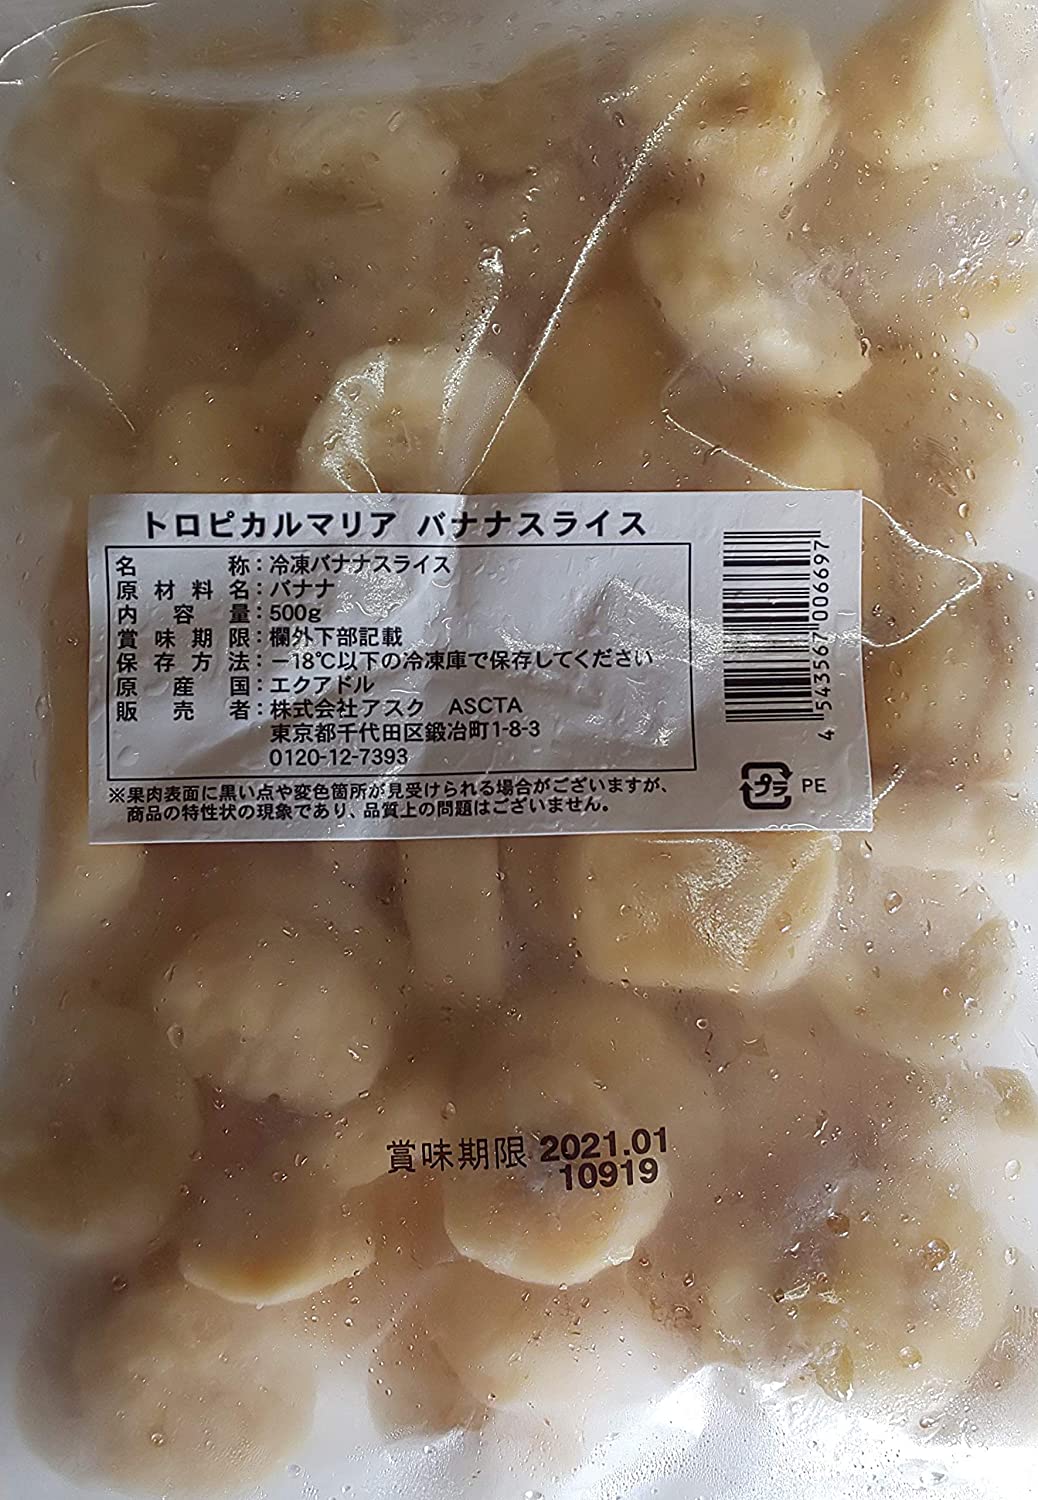 トロピカルマリア バナナスライス
名称：冷凍バナナスライス
原材料名：バナナ
内容量：500g
賞味期限：欄外下部記載
保存方法：－18℃以下の冷凍庫で保存してください
原産国：エクアドル
販売者：株式会社アスク ASCTA
東京都千代田区鍛冶町1-8-3
0120-12-7393
※果肉表面に黒い点や変色箇所が見受けられる場合がございますが、
商品の特性状の現象であり、品質上の問題はございません。
4 543567 006697
プラ PE
賞味期限 2021.01
10919